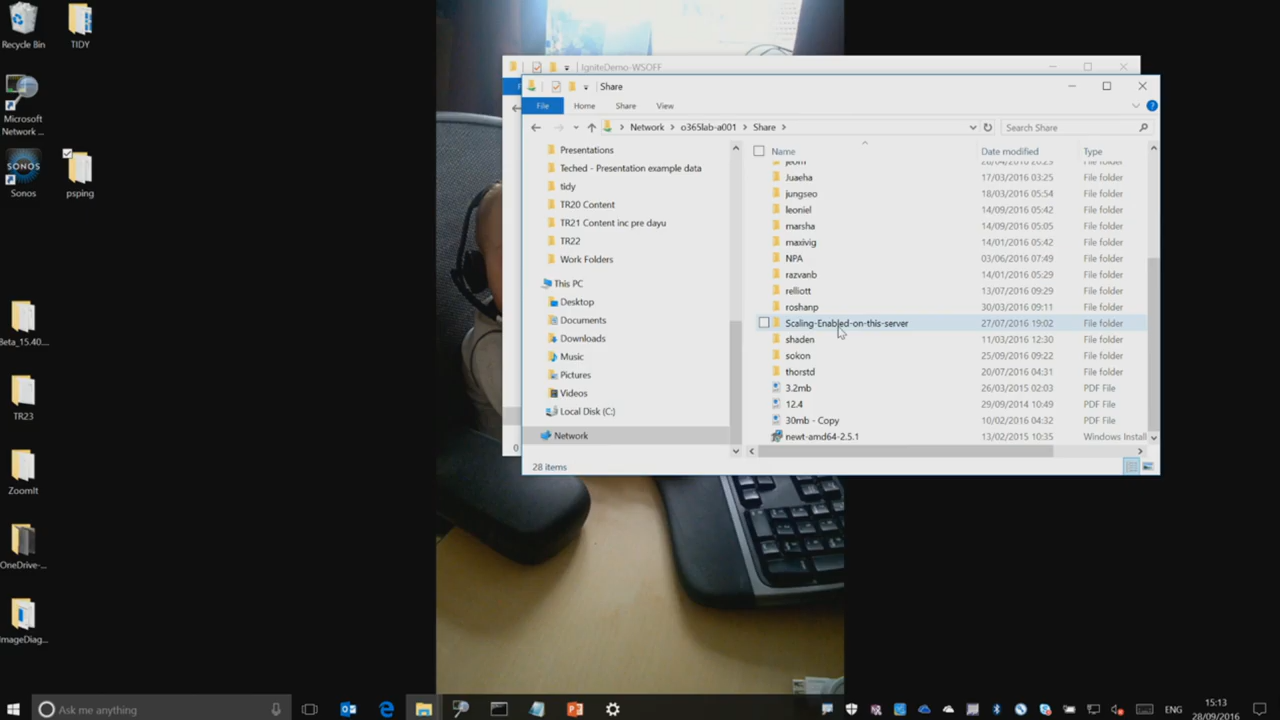 Recycle Bin
TIDY
Microsoft
Network ...
Sonos
SONOS
psping
Beta_15.40...
TR23
ZoomIt
OneDrive-...
ImageDiag...
IgniteDemo-WSOFF
Share
File
Home
Share
View
Network
o365lab-a001
Share
Search Share
Presentations
Teched - Presentation example data
tidy
TR20 Content
TR21 Content inc pre dayu
TR22
Work Folders
This PC
Desktop
Documents
Downloads
Music
Pictures
Videos
Local Disk (C:)
Network
Name Date modified Type
Juaeha 17/03/2016 03:25 File folder
jungseo 18/03/2016 05:54 File folder
leoniel 14/09/2016 05:42 File folder
marsha 14/09/2016 05:05 File folder
maxivig 14/01/2016 05:42 File folder
NPA 03/06/2016 07:49 File folder
razvanb 14/01/2016 05:29 File folder
relliott 13/07/2016 09:29 File folder
roshanp 30/03/2016 09:11 File folder
Scaling-Enabled-on-this-server 27/07/2016 19:02 File folder
shaden 11/03/2016 12:30 File folder
sokon 25/09/2016 09:22 File folder
thorstd 20/07/2016 04:31 File folder
3.2mb 26/03/2015 02:03 PDF File
12.4 29/09/2014 10:49 PDF File
30mb - Copy 10/02/2016 04:32 PDF File
newt-amd64-2.5.1 13/02/2015 10:35 Windows Install
28 items
Ask me anything
ENG
15:13
28/09/2016